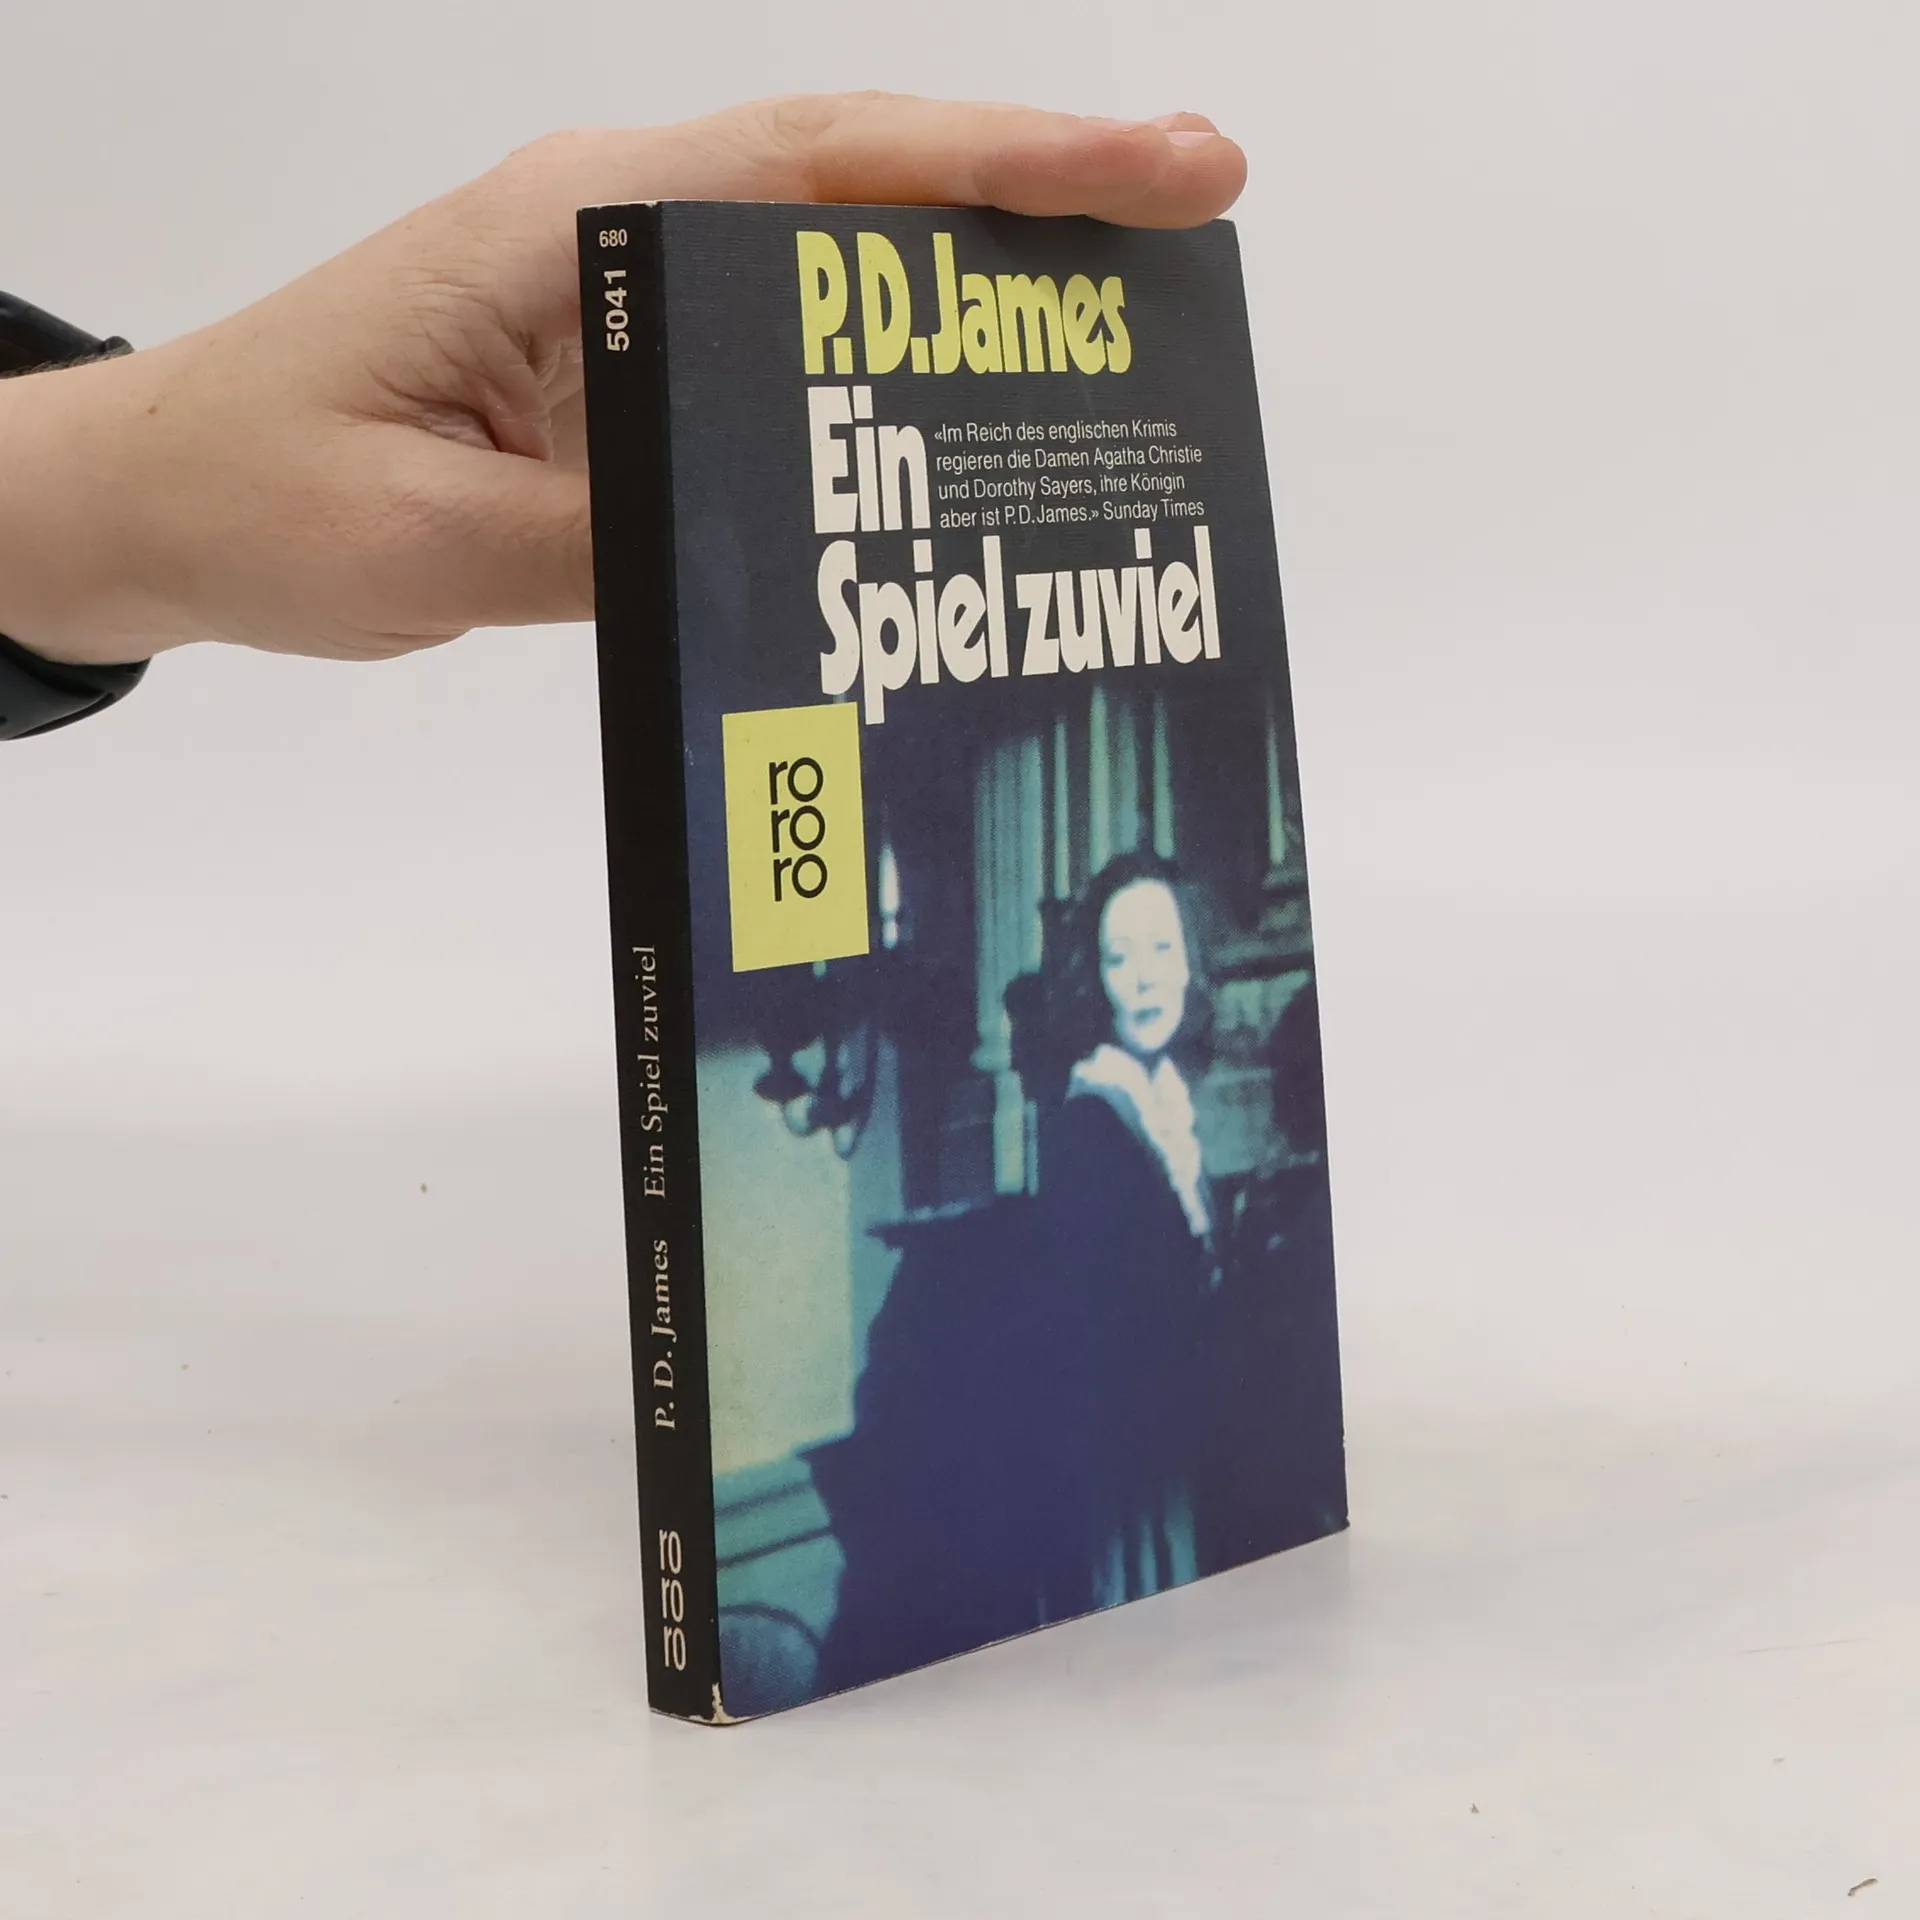 680
5041
P. D. James Ein Spiel zuviel
ro
ro
ro
P.D.James
Ein
«Im Reich des englischen Krimis
regieren die Damen Agatha Christie
und Dorothy Sayers, ihre Königin
aber ist P.D.James.» Sunday Times
Spiel zuviel
ro
ro
ro